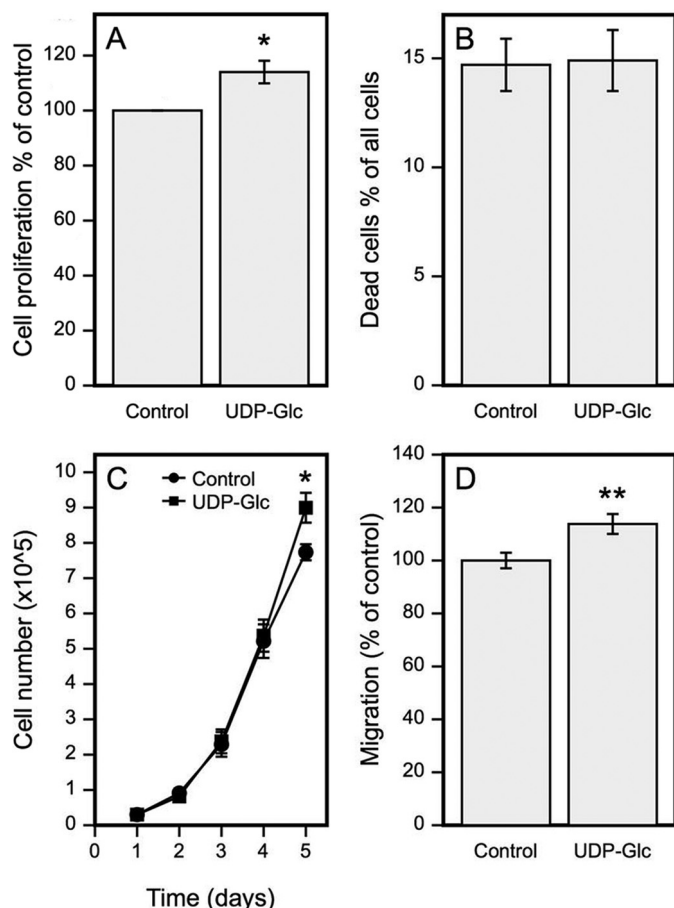 A
*
Cell proliferation % of control
120
100
80
60
40
120
0
Control
UDP-Glc
B
Dead cells % of all cells
15
10
5
0
Control
UDP-Glc
C
Control
UDP-Glc
*
Cell number (x10^5)
10
9
8
7
6
5
4
3
2
1
0
0 1 2 3 4 5
Time (days)
D
**
Migration (% of control)
140
120
100
80
60
40
20
0
Control
UDP-Glc